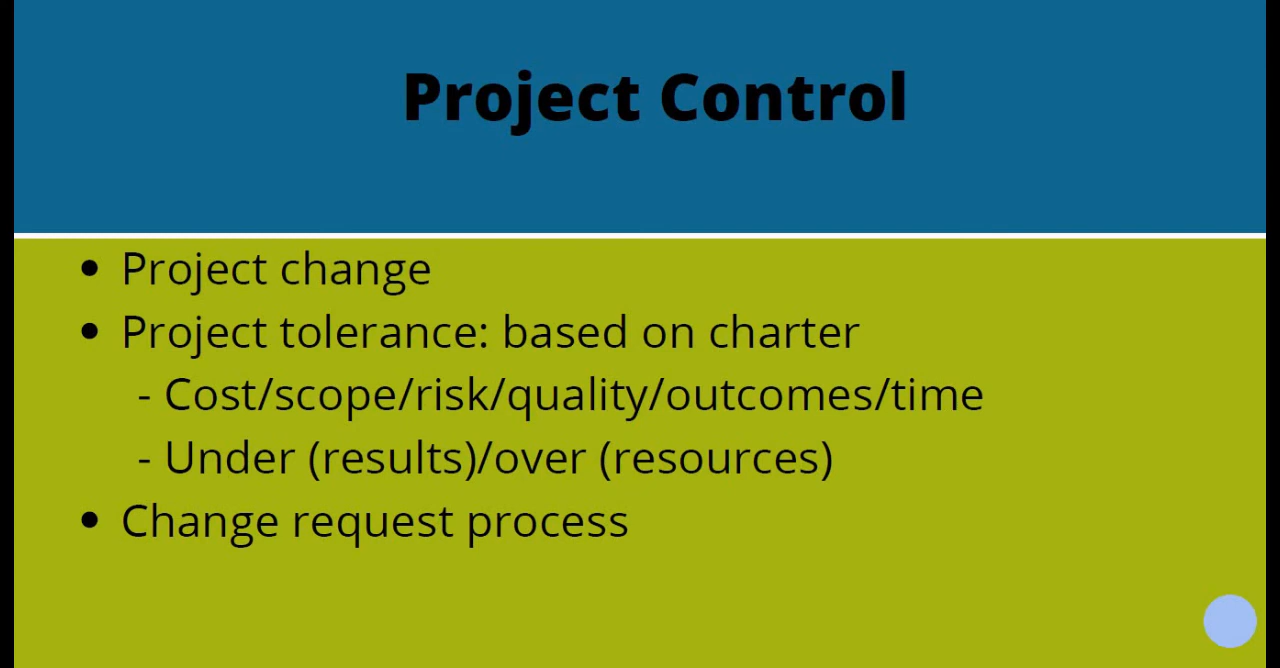 Project Control
• Project change
• Project tolerance: based on charter
- Cost/scope/risk/quality/outcomes/time
- Under (results)/over (resources)
• Change request process